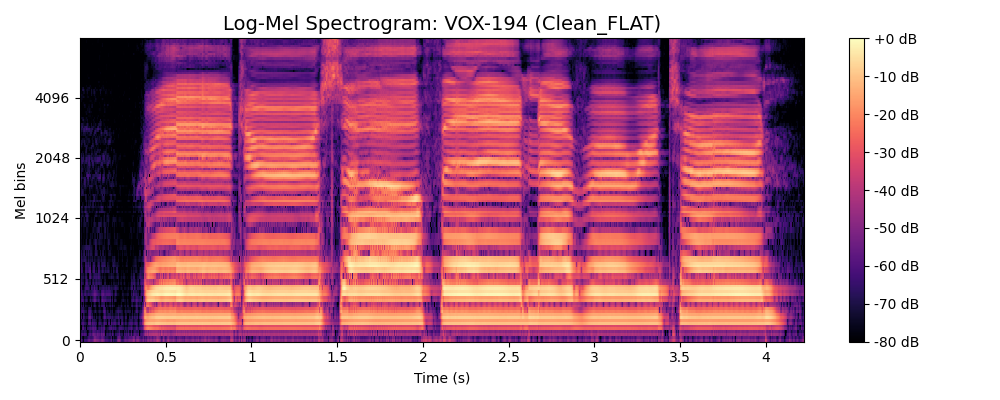 Log-Mel Spectrogram: VOX-194 (Clean_FLAT)
+0 dB
-10 dB
-20 dB
-30 dB
-40 dB
-50 dB
-60 dB
-70 dB
-80 dB
Mel bins
4096
2048
1024
512
0
0 0.5 1 1.5 2 2.5 3 3.5 4
Time (s)